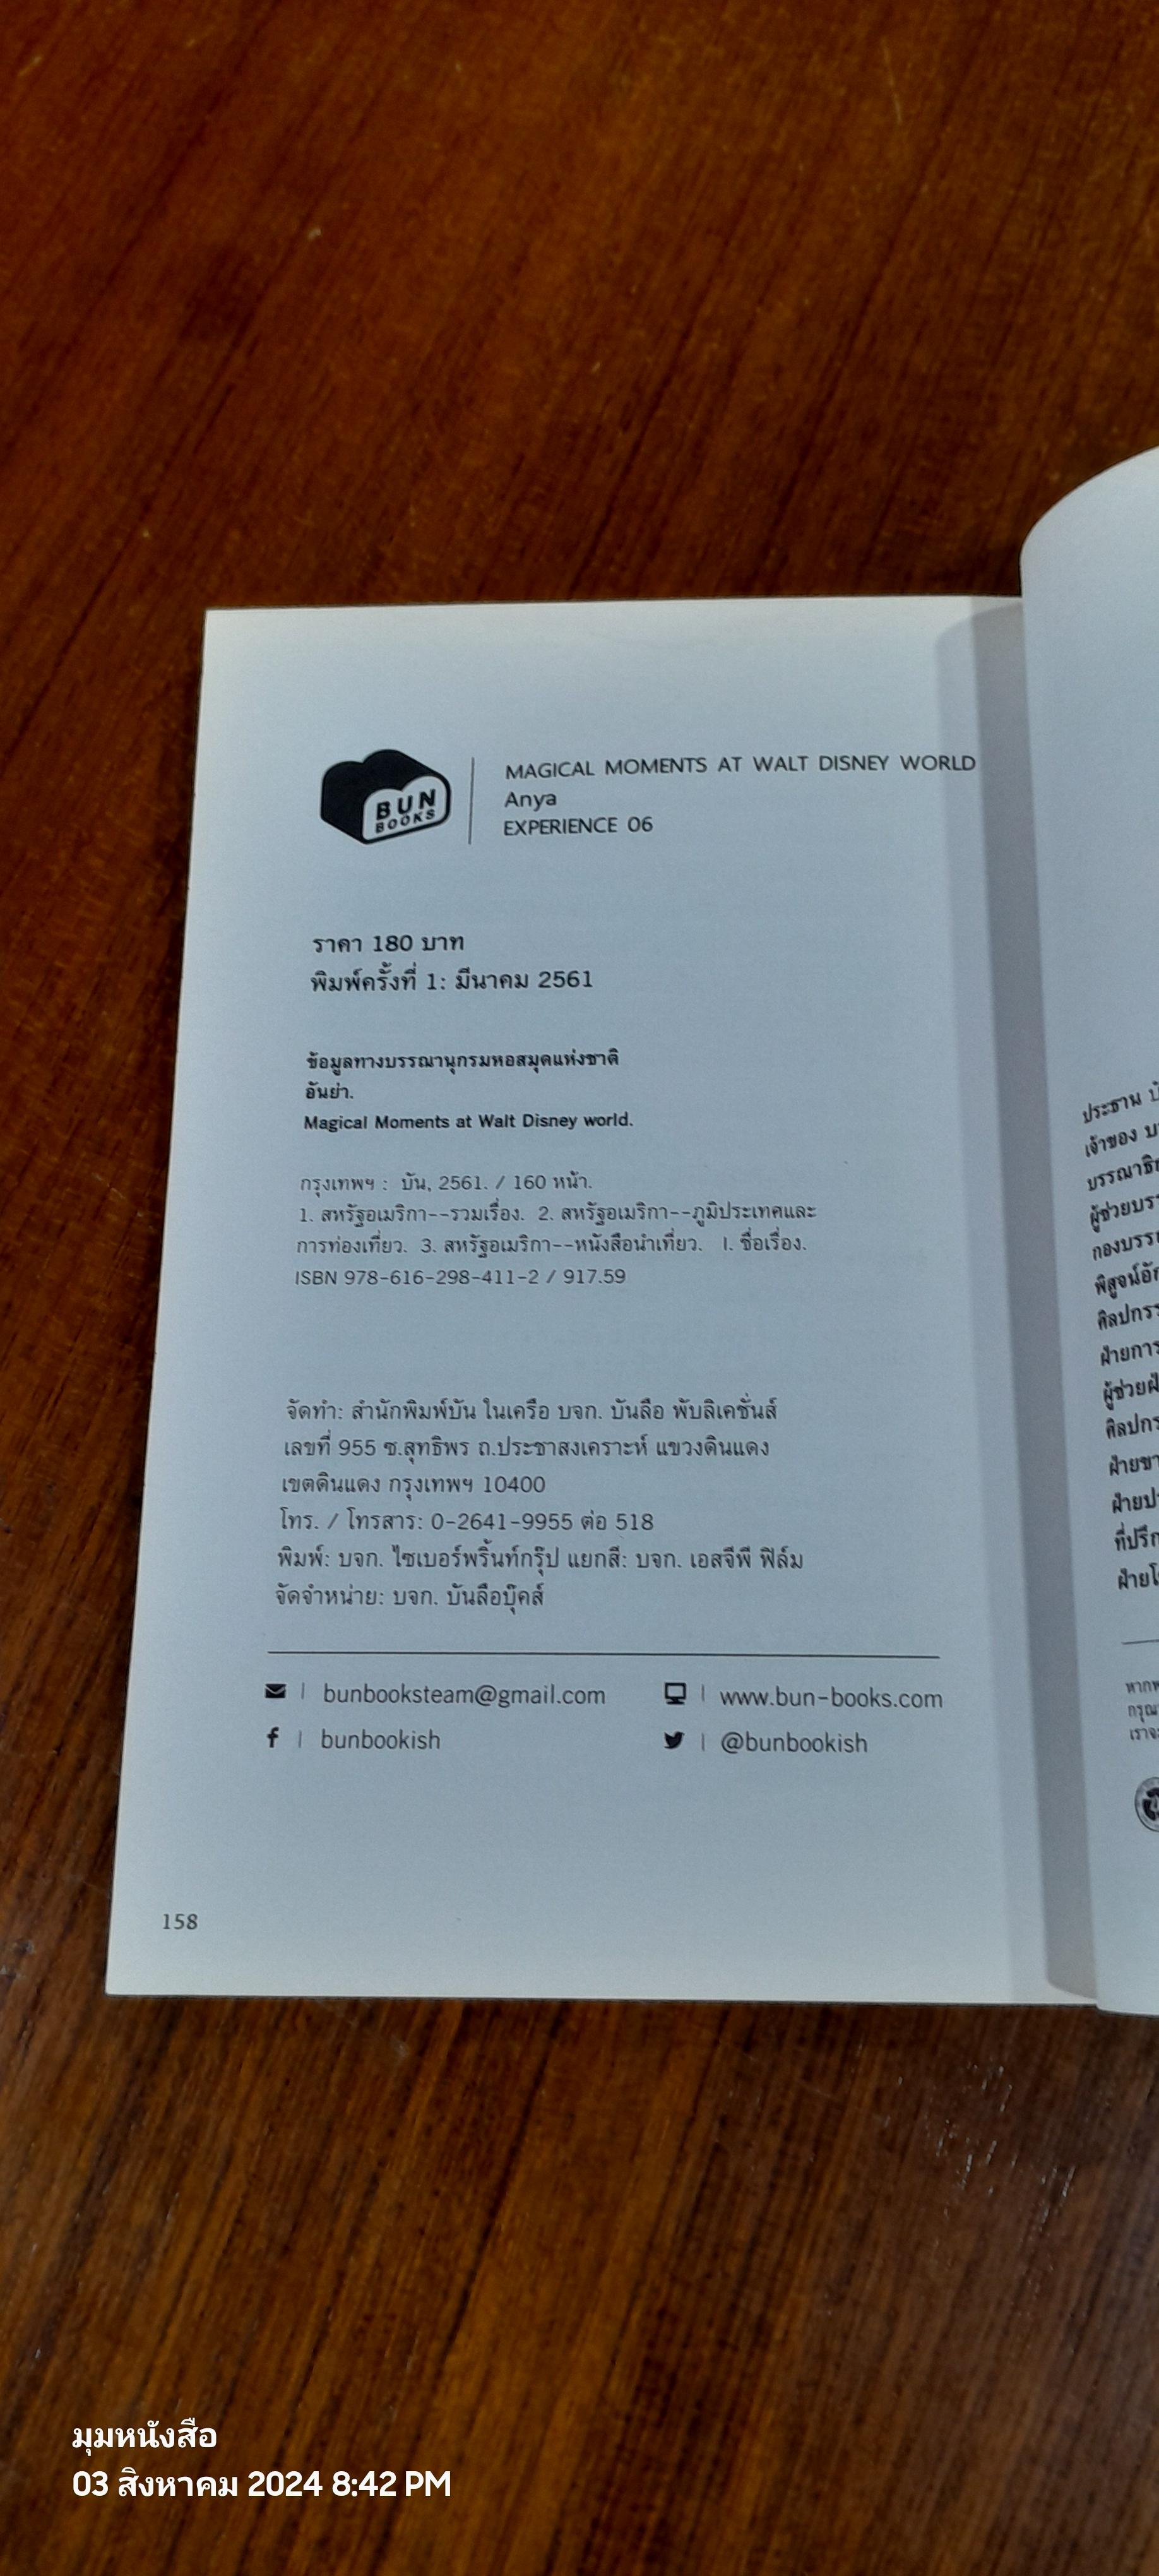 BUN
BOOKS
MAGICAL MOMENTS AT WALT DISNEY WORLD
Anya
EXPERIENCE 06
ราคา 180 บาท
พิมพ์ครั้งที่ 1: มีนาคม 2561
ข้อมูลทางบรรณานุกรมหอสมุดแห่งชาติ
อันย่า.
Magical Moments at Walt Disney world.
กรุงเทพฯ : บัน, 2561. / 160 หน้า.
1. สหรัฐอเมริกา--รวมเรื่อง. 2. สหรัฐอเมริกา--ภูมิประเทศและ
การท่องเที่ยว. 3. สหรัฐอเมริกา--หนังสือนำเที่ยว. I. ชื่อเรื่อง.
ISBN 978-616-298-411-2 / 917.59
จัดทำ: สำนักพิมพ์บัน ในเครือ บจก. บันลือ พับลิเคชั่นส์
เลขที่ 955 ซ.สุทธิพร ถ.ประชาสงเคราะห์ แขวงดินแดง
เขตดินแดง กรุงเทพฯ 10400
โทร. / โทรสาร: 0-2641-9955 ต่อ 518
พิมพ์: บจก. ไซเบอร์พริ้นท์กรุ๊ป แยกสี: บจก. เอสจีพี ฟิล์ม
จัดจำหน่าย: บจก. บันลือบุ๊คส์
bunbooksteam@gmail.com
www.bun-books.com
bunbookish
@bunbookish
158
ประธาน
เจ้าของ
มุมหนังสือ
03 สิงหาคม 2024 8:42 PM